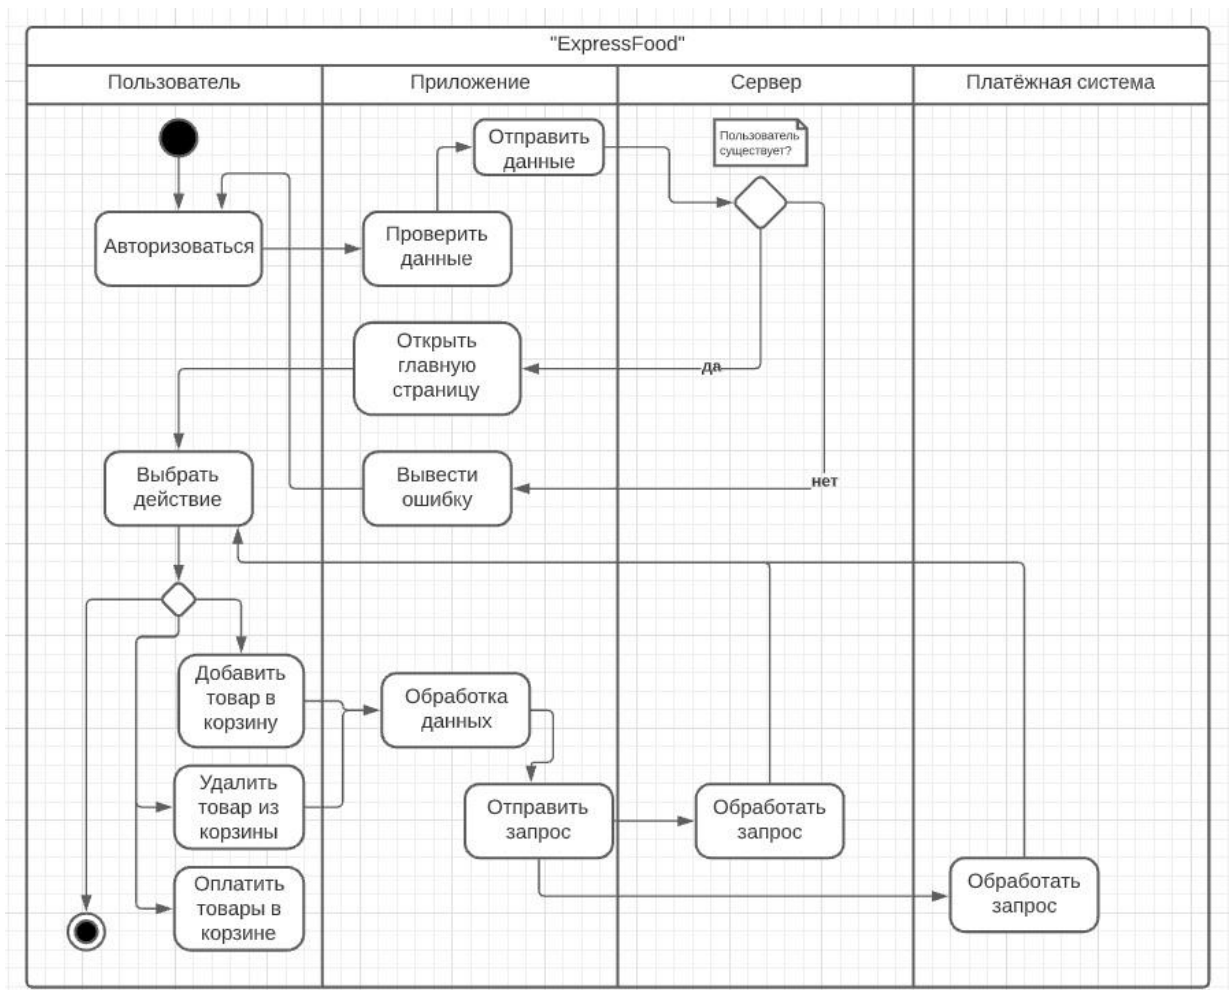 "ExpressFood"
Пользователь
Приложение
Сервер
Платёжная система
Отправить
данные
Пользователь
существует?
Авторизоваться
Проверить
данные
Открыть
главную
страницу
да
Выбрать
действие
Вывести
ошибку
нет
Добавить
товар в
корзину
Обработка
данных
Удалить
товар из
корзины
Отправить
запрос
Обработать
запрос
Оплатить
товары в
корзине
Обработать
запрос